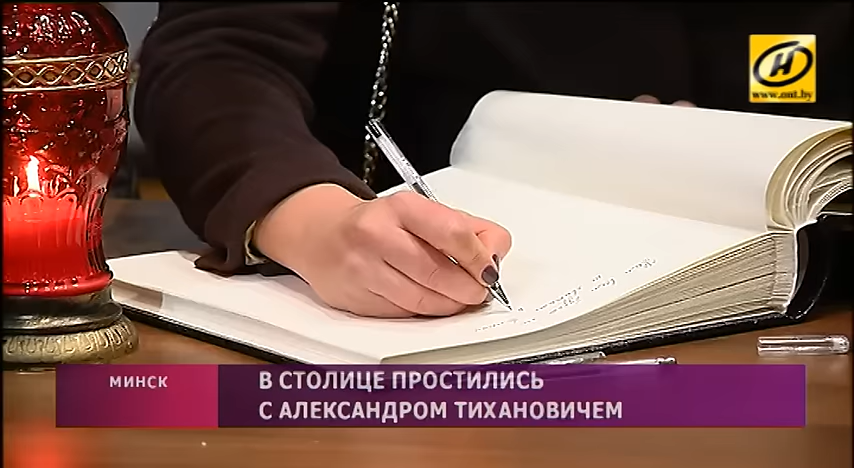 www.ont.by
МИНСК
В СТОЛИЦЕ ПРОСТИЛИСЬ
С АЛЕКСАНДРОМ ТИХАНОВИЧЕМ